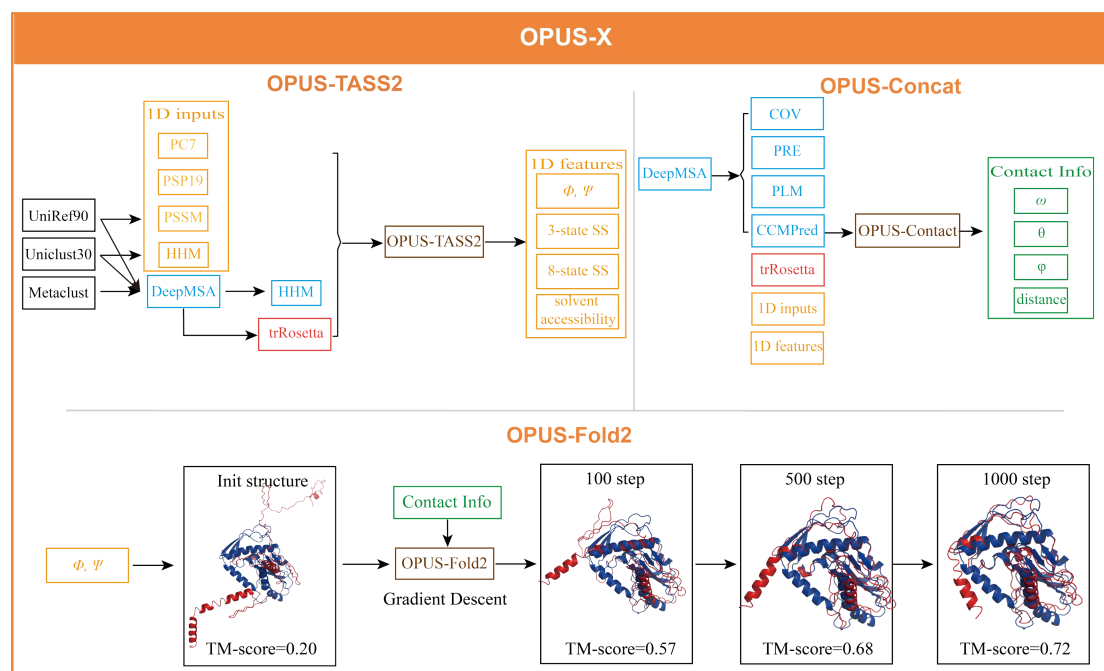 OPUS-X
OPUS-TASS2
1D inputs
PC7
PSP19
PSSM
HHM
UniRef90
Uniclust30
Metaclust
DeepMSA
HHM
trRosetta
OPUS-TASS2
1D features
Φ, Ψ
3-state SS
8-state SS
solvent
accessibility
OPUS-Concat
DeepMSA
COV
PRE
PLM
CCMPred
trRosetta
1D inputs
1D features
OPUS-Contact
Contact Info
ω
θ
φ
distance
OPUS-Fold2
Φ, Ψ
Init structure
TM-score=0.20
Contact Info
OPUS-Fold2
Gradient Descent
100 step
TM-score=0.57
500 step
TM-score=0.68
1000 step
TM-score=0.72